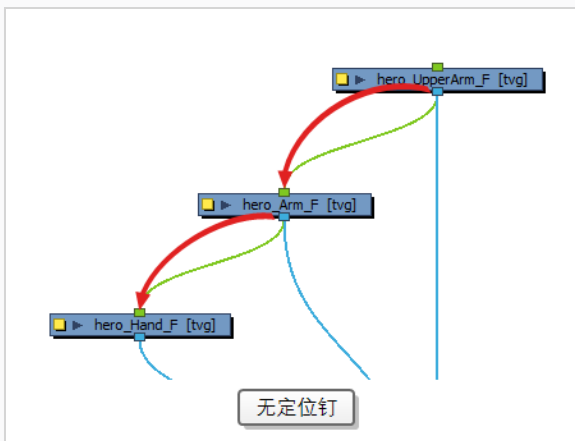 hero_UpperArm_F [tvg]
hero_Arm_F [tvg]
hero_Hand_F [tvg]
无定位钉